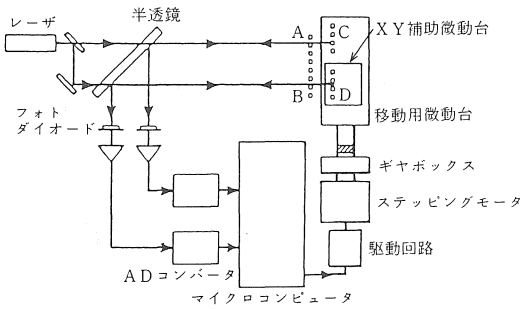 レーザ
半透鏡
A
C
XY補助微動台
B
D
フォト
ダイオード
移動用微動台
ギヤボックス
ステッピングモータ
駆動回路
ADコンバータ
マイクロコンピュータ